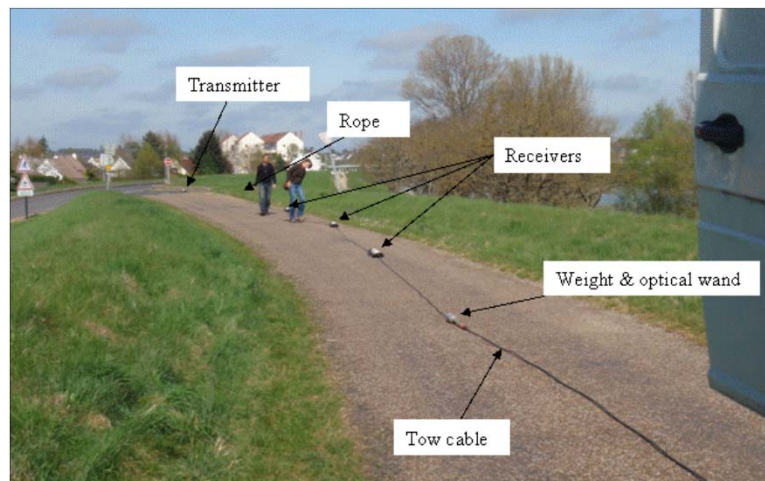 Transmitter
Rope
Receivers
Weight & optical wand
Tow cable